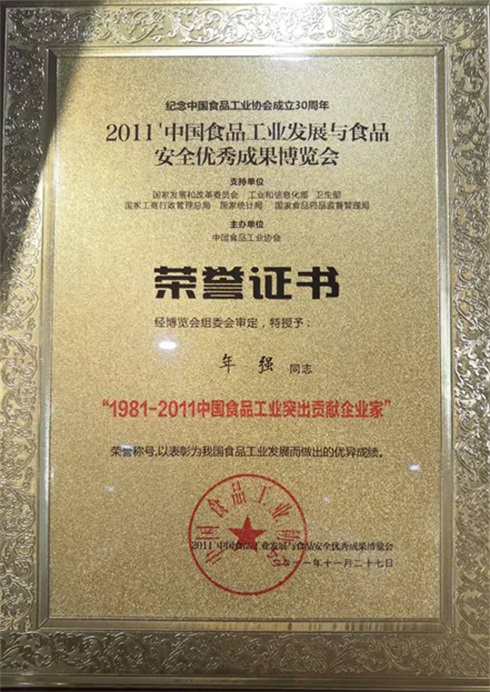 纪念中国食品工业协会成立30周年
2011'中国食品工业发展与食品
安全优秀成果博览会
支持单位
国家发展和改革委员会 工业和信息化部 卫生部
国家工商行政管理总局 国家统计局 国家食品药品监督管理局
主办单位
中国食品工业协会
荣誉证书
经博览会组委会审定，特授予：
年强 同志
“1981-2011中国食品工业突出贡献企业家”
荣誉称号，以表彰为我国食品工业发展而做出的优异成绩。
中国食品工业协会
2011'中国食品工业发展与食品安全优秀成果博览会
二〇一一年十一月二十七日